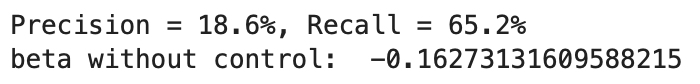 Precision = 18.6%, Recall = 65.2%
beta without control:  -0.16273131609588215